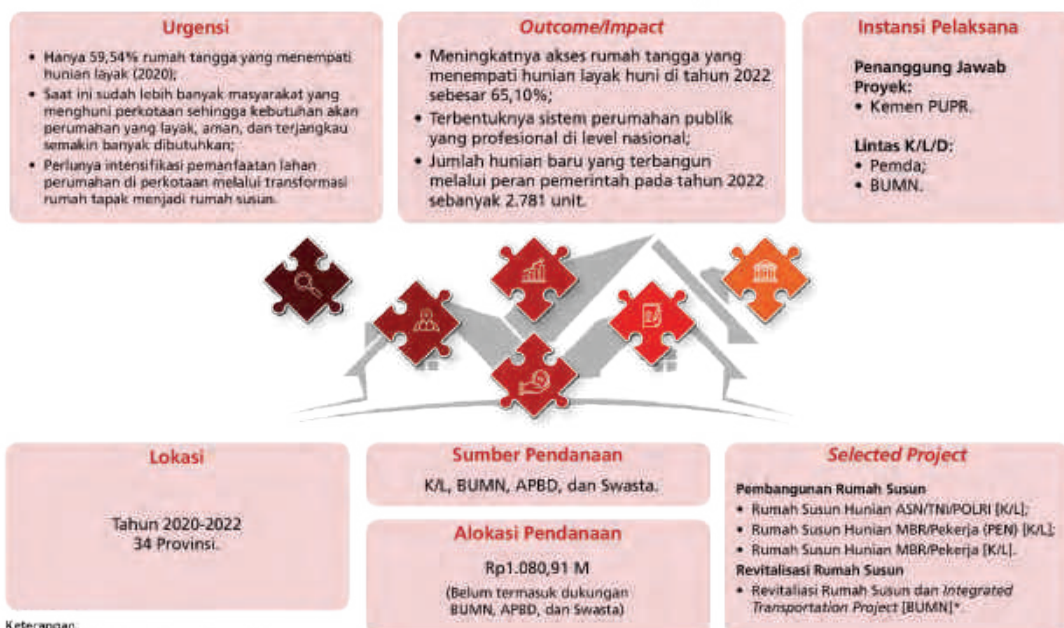 Urgensi
• Hanya 59,54% rumah tangga yang menempati
hunian layak (2020);
• Saat ini sudah lebih banyak masyarakat yang
menghuni perkotaan sehingga kebutuhan akan
perumahan yang layak, aman, dan terjangkau
semakin banyak dibutuhkan;
• Perlunya intensifikasi pemanfaatan lahan
perumahan di perkotaan melalui transformasi
rumah tapak menjadi rumah susun.
Outcome/Impact
• Meningkatnya akses rumah tangga yang
menempati hunian layak huni di tahun 2022
sebesar 65,10%;
• Terbentuknya sistem perumahan publik
yang profesional di level nasional;
• Jumlah hunian baru yang terbangun
melalui peran pemerintah pada tahun 2022
sebanyak 2.781 unit.
Instansi Pelaksana
Penanggung Jawab
Proyek:
• Kemen PUPR.
Lintas K/L/D:
• Pemda;
• BUMN.
Lokasi
Tahun 2020-2022
34 Provinsi.
Sumber Pendanaan
K/L, BUMN, APBD, dan Swasta.
Alokasi Pendanaan
Rp1.080,91 M
(Belum termasuk dukungan
BUMN, APBD, dan Swasta)
Selected Project
Pembangunan Rumah Susun
• Rumah Susun Hunian ASN/TNI/POLRI [K/L];
• Rumah Susun Hunian MBR/Pekerja (PEN) [K/L];
• Rumah Susun Hunian MBR/Pekerja [K/L].
Revitalisasi Rumah Susun
• Revitaliasi Rumah Susun dan Integrated
Transportation Project [BUMN]*
Keterangan